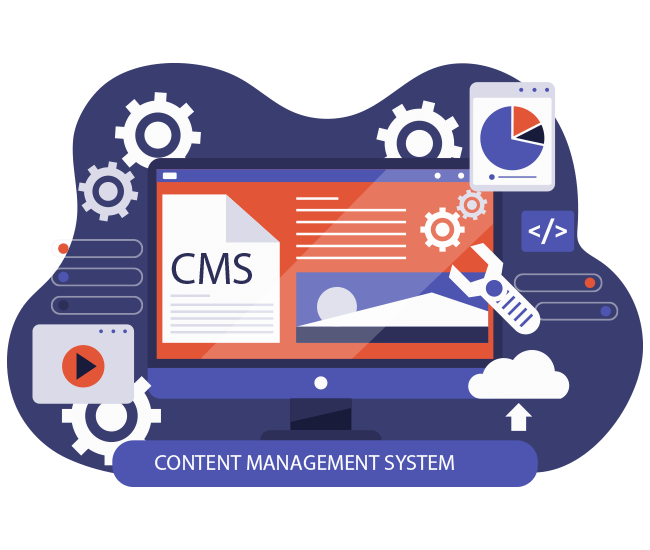 </>
CMS
CONTENT MANAGEMENT SYSTEM